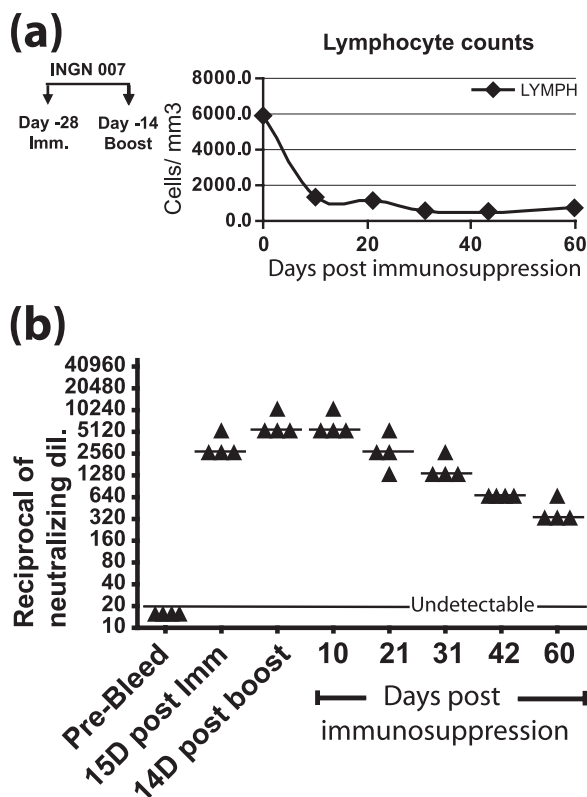 (a)
INGN 007
Day -28 Day -14
Imm. Boost
Lymphocyte counts
LYMPH
Cells/ mm3
8000.0
6000.0
4000.0
2000.0
0.0
0 20 40 60
Days post immunosuppression
(b)
Reciprocal of
neutralizing dil.
40960
20480
10240
5120
2560
1280
640
320
160
80
40
20
10
Undetectable
Pre-Bleed
15D post Imm
14D post boost
10 21 31 42 60
Days post
immunosuppression